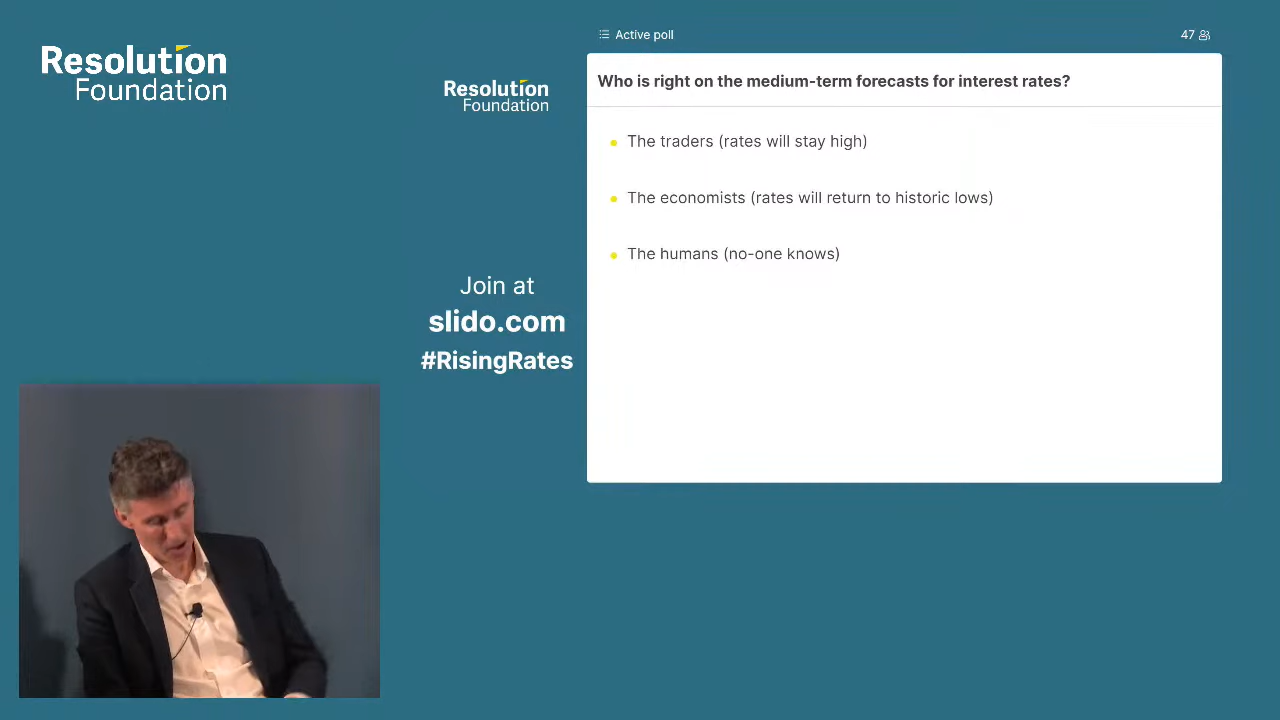 Resolution
Foundation
Active poll
47
Resolution
Foundation
Who is right on the medium-term forecasts for interest rates?
The traders (rates will stay high)
The economists (rates will return to historic lows)
The humans (no-one knows)
Join at
slido.com
#RisingRates